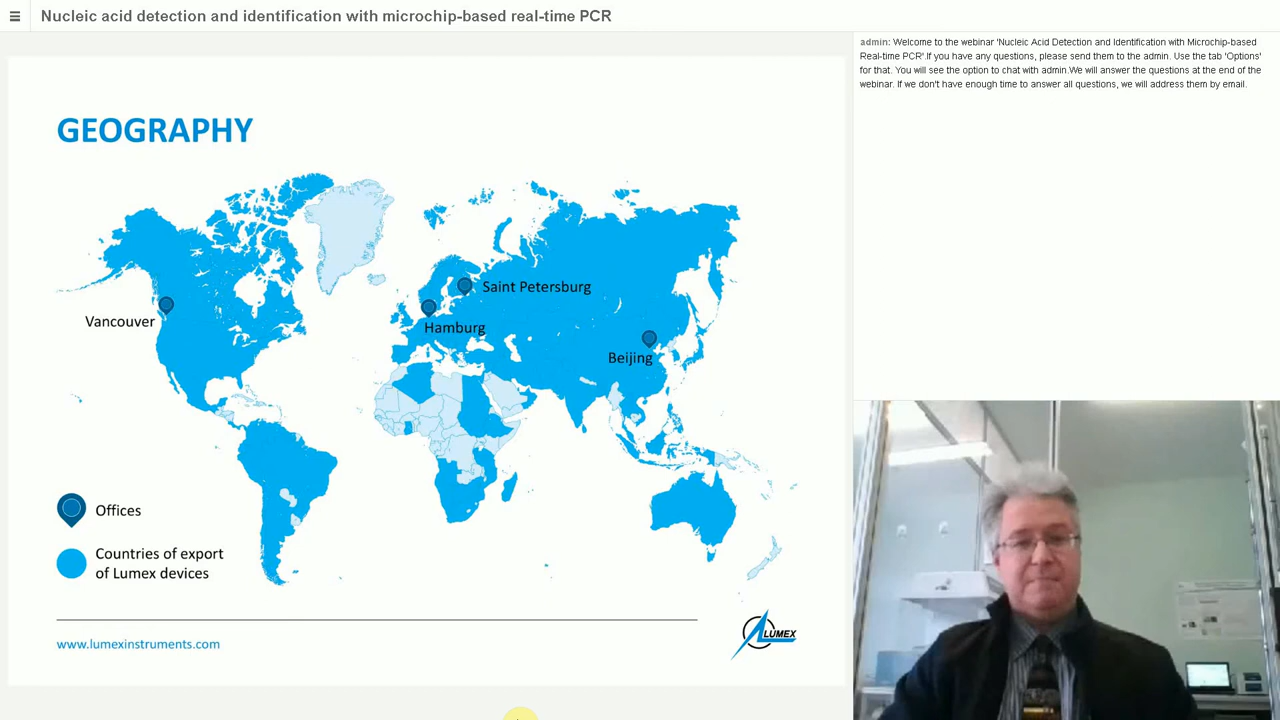 Nucleic acid detection and identification with microchip-based real-time PCR
admin: Welcome to the webinar 'Nucleic Acid Detection and Identification with Microchip-based
Real-time PCR'.If you have any questions, please send them to the admin. Use the tab 'Options'
for that. You will see the option to chat with admin.We will answer the questions at the end of the
webinar. If we don't have enough time to answer all questions, we will address them by email.
GEOGRAPHY
Saint Petersburg
Vancouver
Hamburg
Beijing
Offices
Countries of export
of Lumex devices
www.lumexinstruments.com
LUMEX